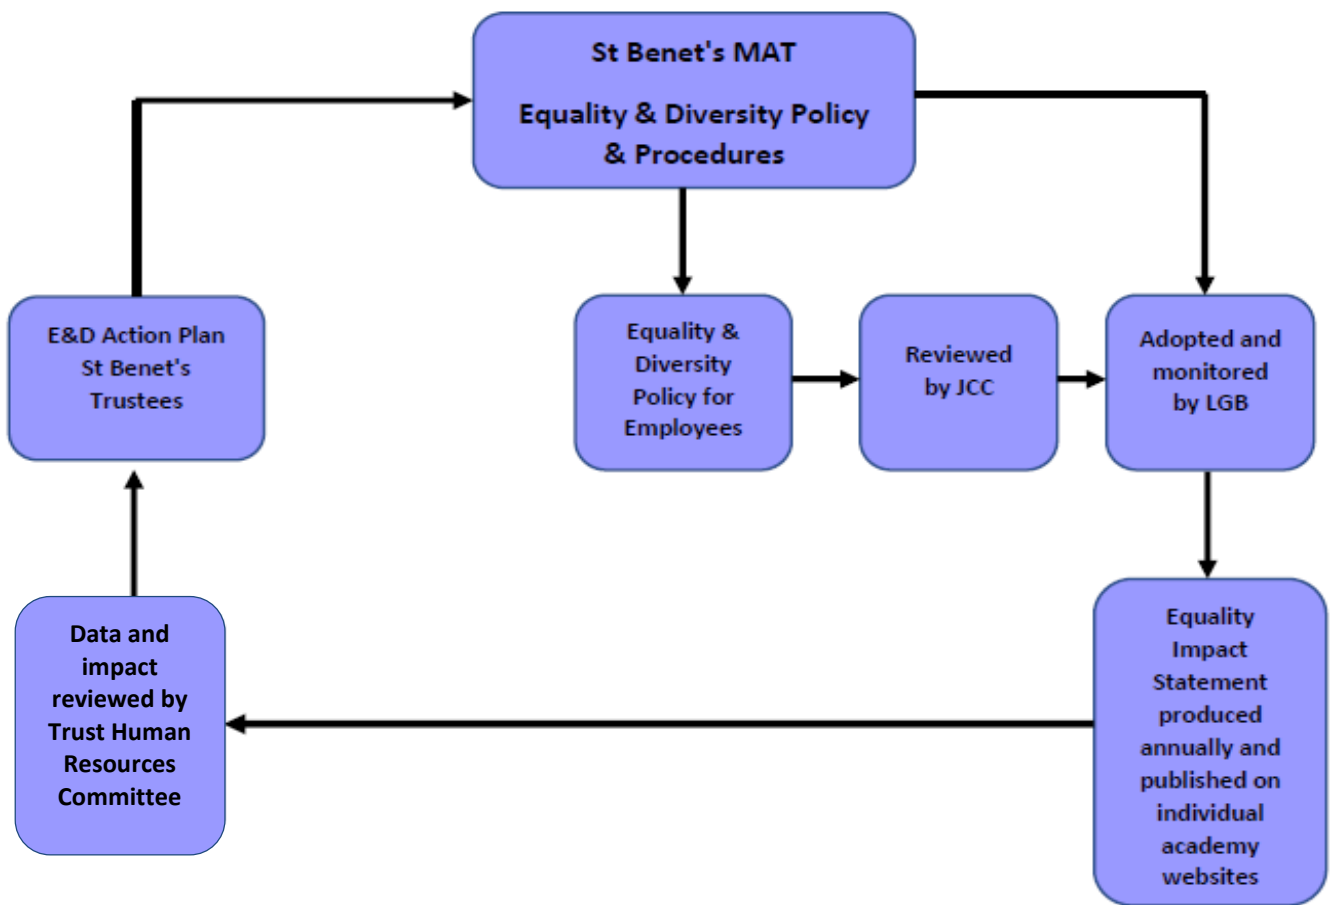 St Benet's MAT
Equality & Diversity Policy
& Procedures
E&D Action Plan
St Benet's
Trustees
Equality &
Diversity
Policy for
Employees
Reviewed
by JCC
Adopted and
monitored
by LGB
Data and
impact
reviewed by
Trust Human
Resources
Committee
Equality
Impact
Statement
produced
annually and
published on
individual
academy
websites